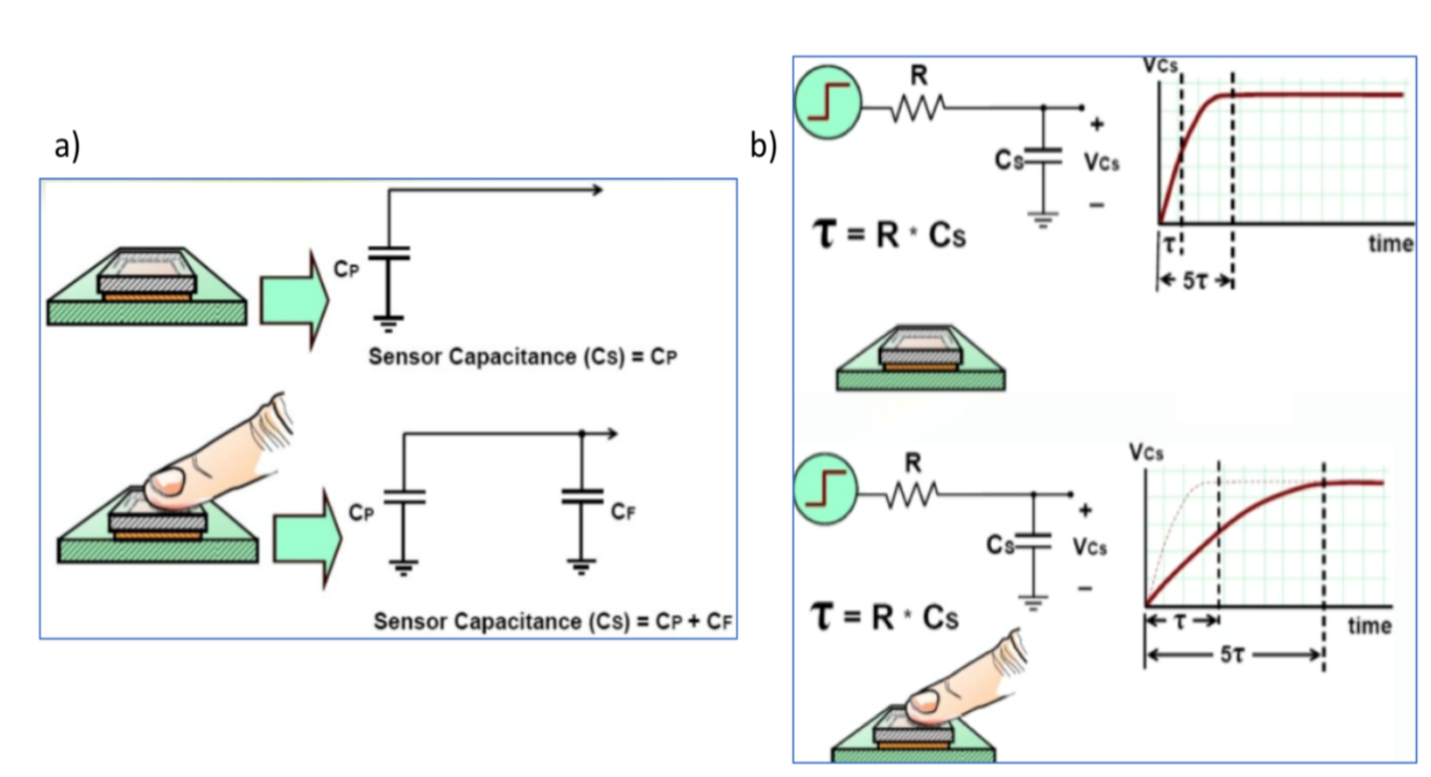 a)
CP
Sensor Capacitance (Cs) = CP
CP
CF
Sensor Capacitance (Cs) = CP + CF
b)
R
Cs
+
VCs
−
τ = R * Cs
VCs
time
τ
5τ
R
Cs
+
VCs
−
τ = R * Cs
VCs
τ
time
5τ